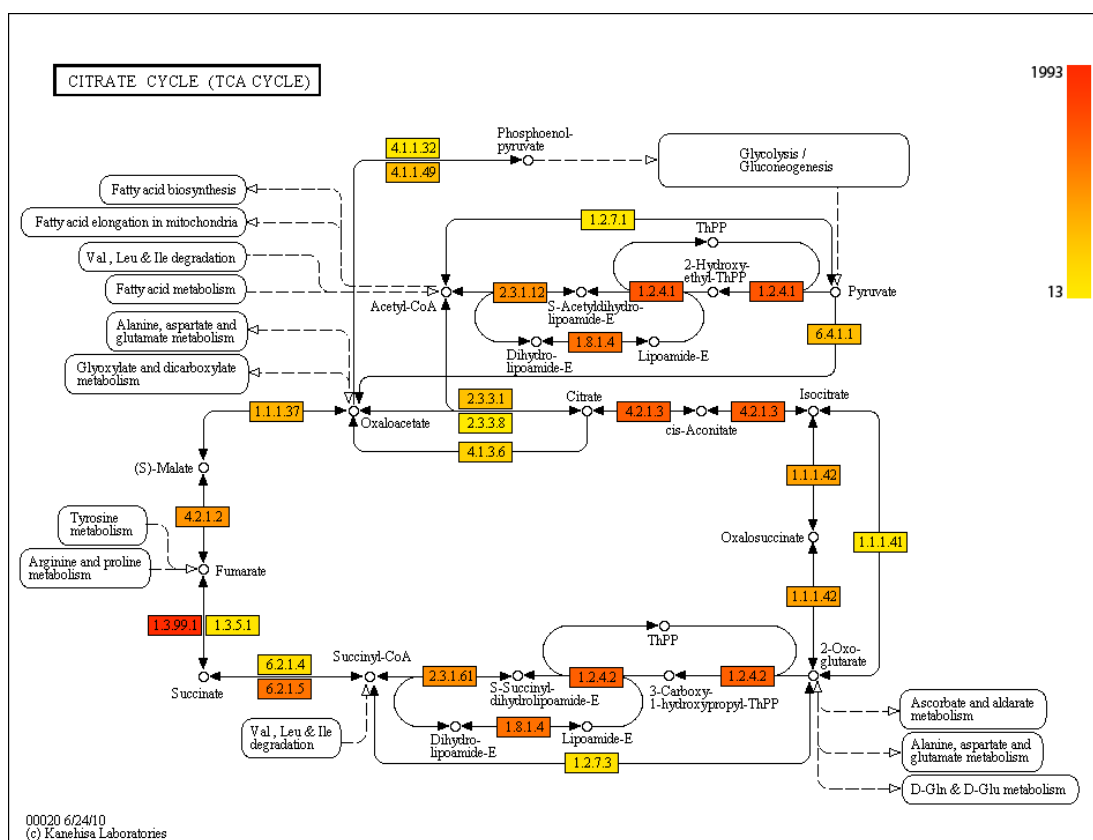 CITRATE CYCLE (TCA CYCLE)
1993
13
4.1.1.32
4.1.1.49
Phosphoenol-
pyruvate
Glycolysis /
Gluconeogenesis
Fatty acid biosynthesis
Fatty acid elongation in mitochondria
Val , Leu & Ile degradation
Fatty acid metabolism
Alanine, aspartate and
glutamate metabolism
Glyoxylate and dicarboxylate
metabolism
1.2.7.1
ThPP
2-Hydroxy-
ethyl-ThPP
Acetyl-CoA
2.3.1.12
S-Acetyldihydro-
lipoamide-E
1.2.4.1
1.2.4.1
Pyruvate
1.8.1.4
Dihydro-
lipoamide-E
Lipoamide-E
6.4.1.1
1.1.1.37
Oxaloacetate
2.3.3.1
2.3.3.8
4.1.3.6
Citrate
4.2.1.3
cis-Aconitate
4.2.1.3
Isocitrate
(S)-Malate
1.1.1.42
4.2.1.2
Tyrosine
metabolism
Arginine and proline
metabolism
Fumarate
Oxalosuccinate
1.1.1.41
1.1.1.42
1.3.99.1
1.3.5.1
ThPP
2-Oxo-
glutarate
Succinate
6.2.1.4
6.2.1.5
Succinyl-CoA
2.3.1.61
S-Succinyl-
dihydrolipoamide-E
1.2.4.2
3-Carboxy-
1-hydroxypropyl-ThPP
1.2.4.2
Val , Leu & Ile
degradation
1.8.1.4
Dihydro-
lipoamide-E
Lipoamide-E
1.2.7.3
Ascorbate and aldarate
metabolism
Alanine, aspartate and
glutamate metabolism
D-Gln & D-Glu metabolism
00020 6/24/10
(c) Kanehisa Laboratories